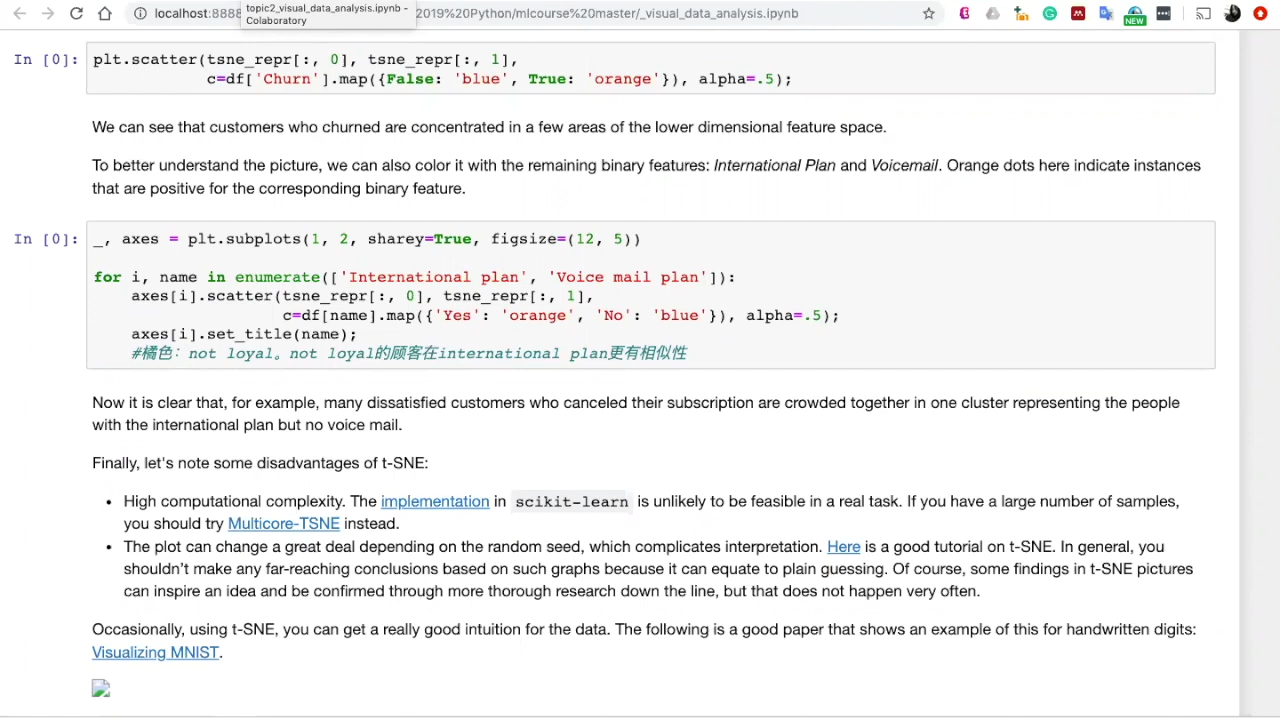 topic2_visual_data_analysis.ipynb -
Colaboratory
localhost:8888
2019%20Python/mlcourse%20master/_visual_data_analysis.ipynb
NEW
In [0]: plt.scatter(tsne_repr[:, 0], tsne_repr[:, 1],
c=df['Churn'].map({False: 'blue', True: 'orange'}), alpha=.5);
We can see that customers who churned are concentrated in a few areas of the lower dimensional feature space.
To better understand the picture, we can also color it with the remaining binary features: International Plan and Voicemail. Orange dots here indicate instances
that are positive for the corresponding binary feature.
In [0]: _, axes = plt.subplots(1, 2, sharey=True, figsize=(12, 5))
for i, name in enumerate(['International plan', 'Voice mail plan']):
axes[i].scatter(tsne_repr[:, 0], tsne_repr[:, 1],
c=df[name].map({'Yes': 'orange', 'No': 'blue'}), alpha=.5);
axes[i].set_title(name);
#橘色：not loyal。not loyal的顾客在international plan更有相似性
Now it is clear that, for example, many dissatisfied customers who canceled their subscription are crowded together in one cluster representing the people
with the international plan but no voice mail.
Finally, let's note some disadvantages of t-SNE:
• High computational complexity. The implementation in scikit-learn is unlikely to be feasible in a real task. If you have a large number of samples,
you should try Multicore-TSNE instead.
• The plot can change a great deal depending on the random seed, which complicates interpretation. Here is a good tutorial on t-SNE. In general, you
shouldn't make any far-reaching conclusions based on such graphs because it can equate to plain guessing. Of course, some findings in t-SNE pictures
can inspire an idea and be confirmed through more thorough research down the line, but that does not happen very often.
Occasionally, using t-SNE, you can get a really good intuition for the data. The following is a good paper that shows an example of this for handwritten digits:
Visualizing MNIST.